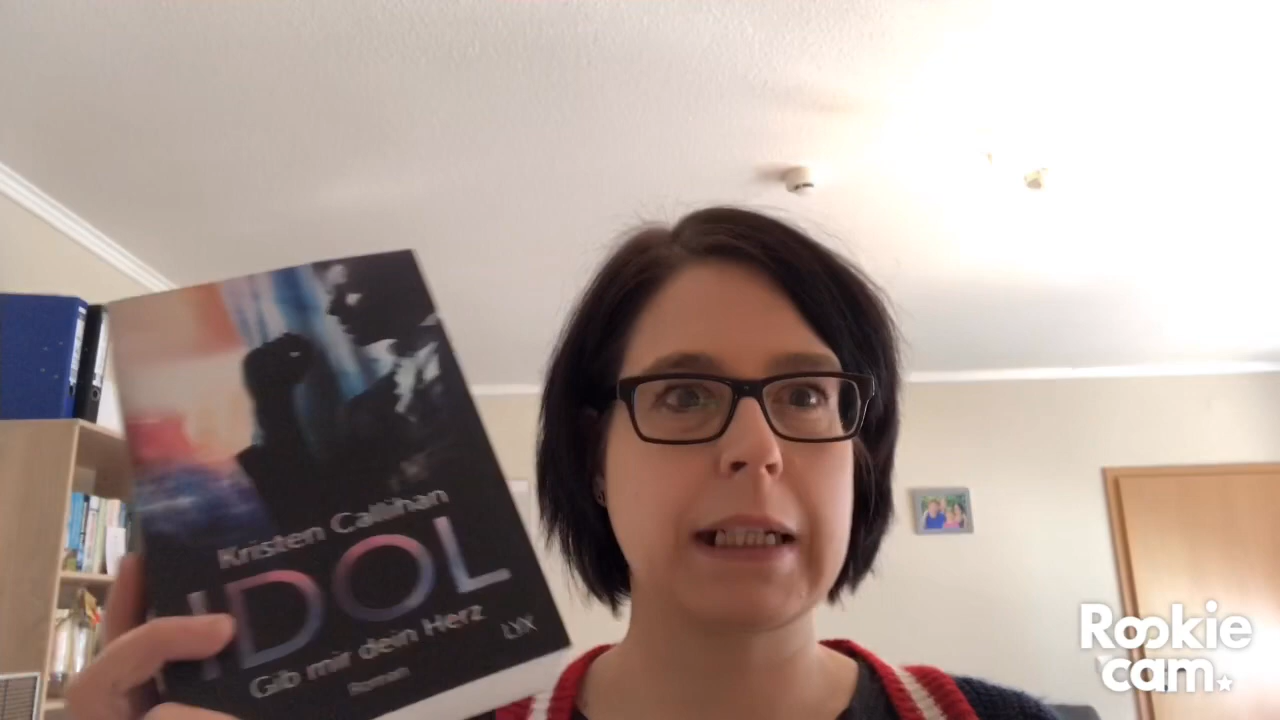 Kristen Callihan
IDOL
Gib mir dein Herz
Roman
LYX
Rookie
cam.